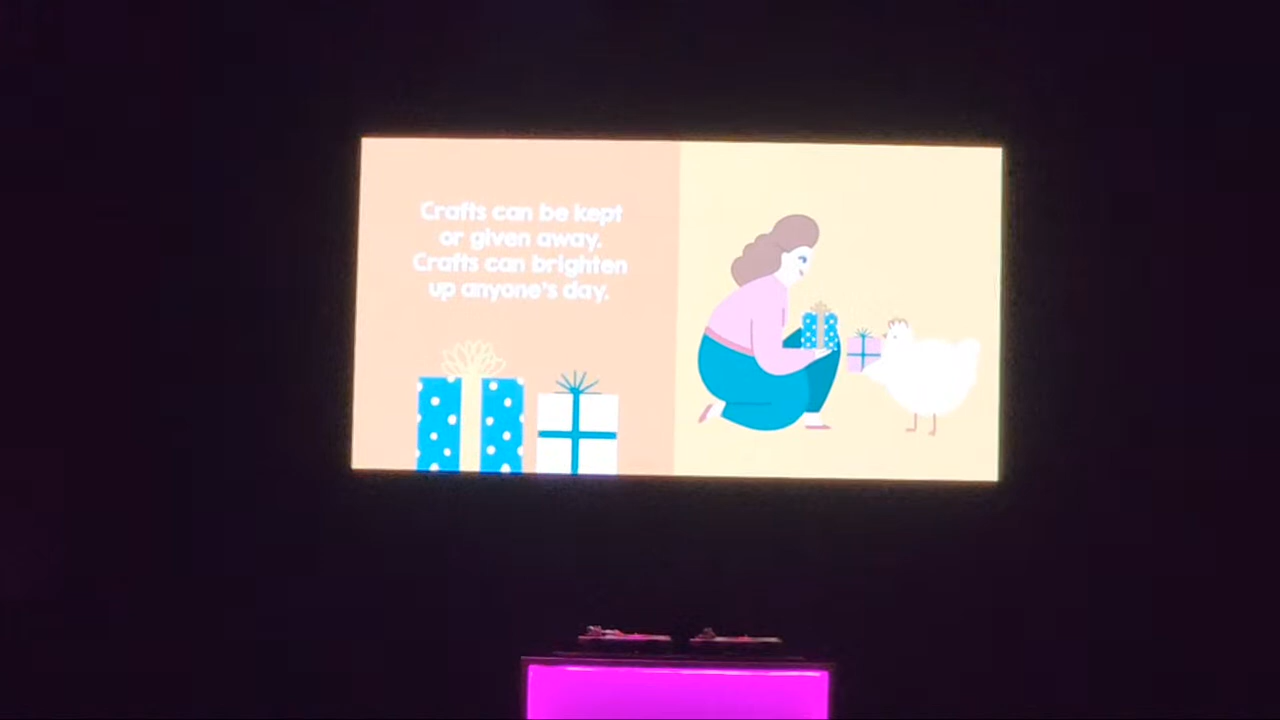 Crafts can be kept
or given away.
Crafts can brighten
up anyone's day.